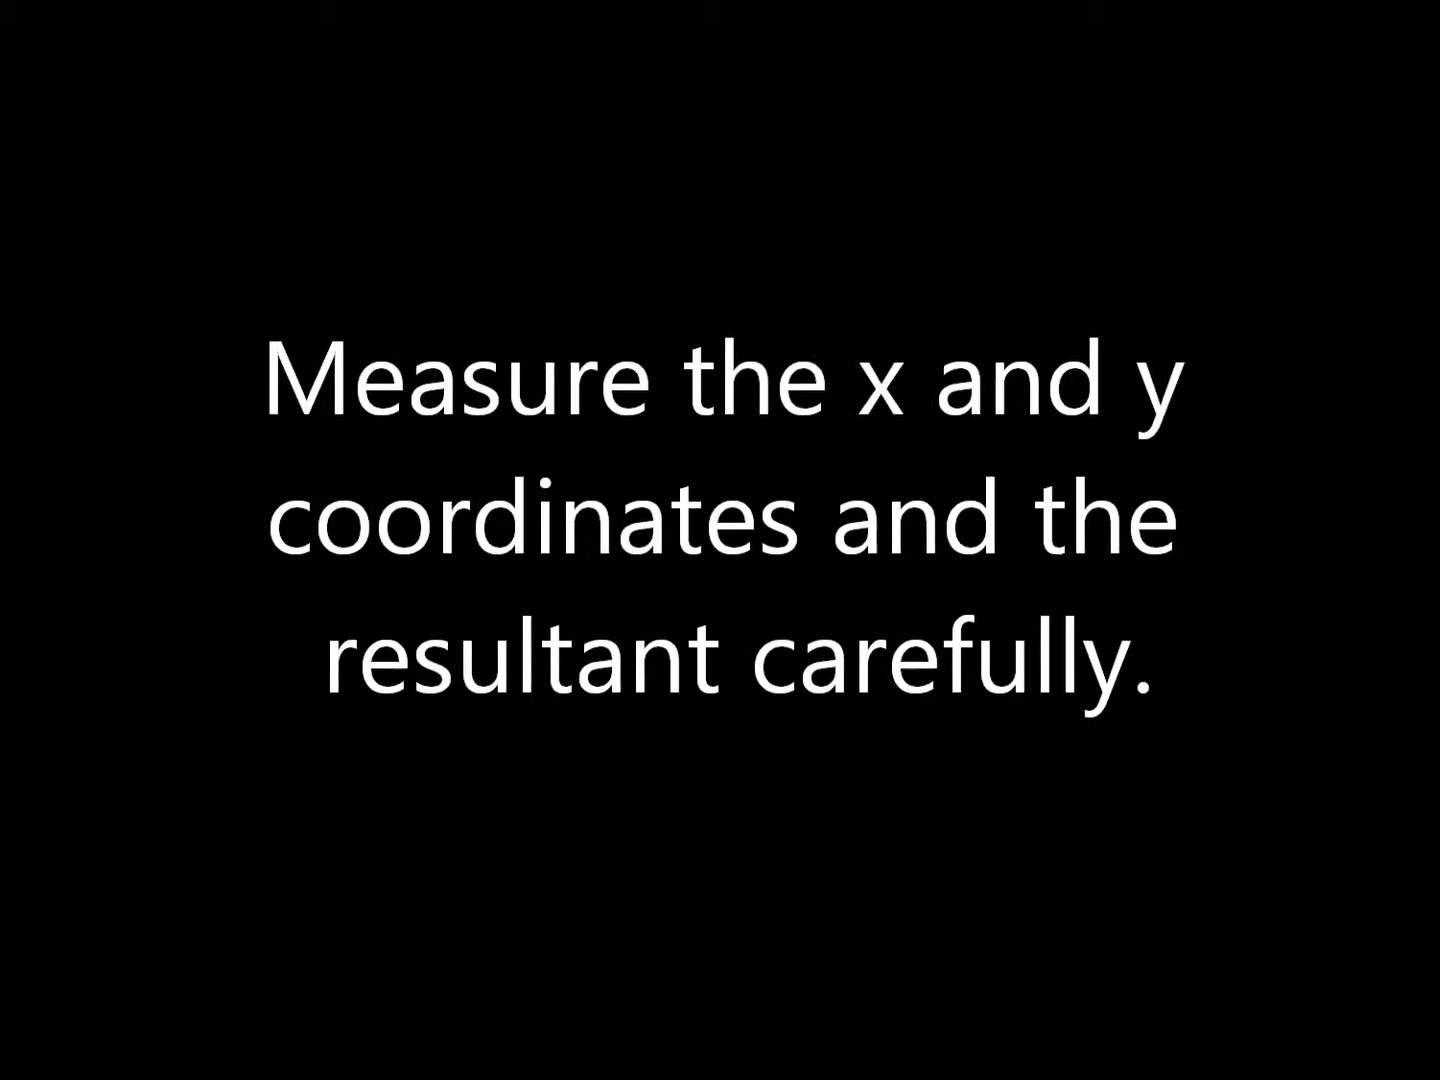 Measure the x and y
coordinates and the
resultant carefully.